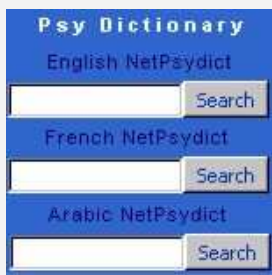 Psy Dictionary
English NetPsydict
Search
French NetPsydict
Search
Arabic NetPsydict
Search